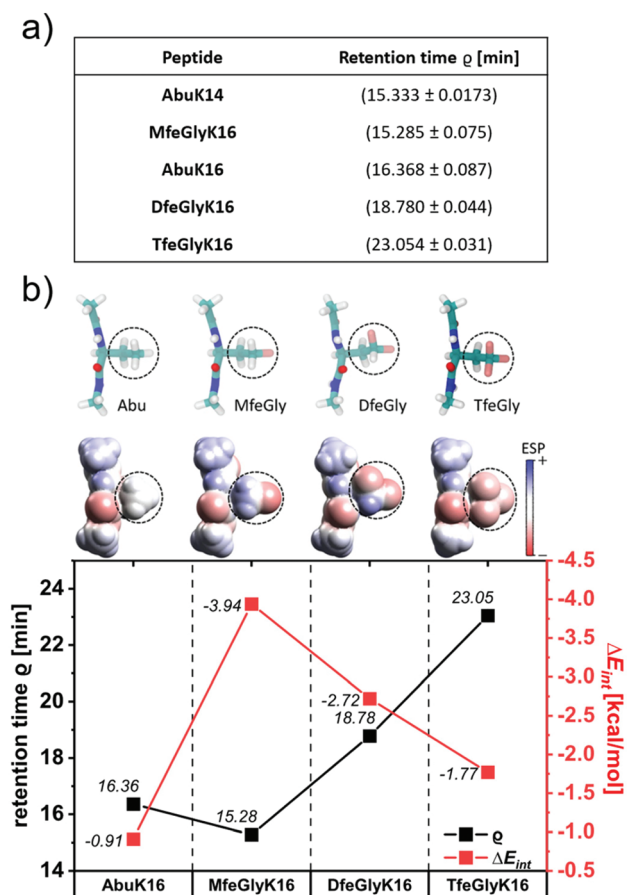 a)
Peptide Retention time ϱ [min]
AbuK14 (15.333 ± 0.0173)
MfeGlyK16 (15.285 ± 0.075)
AbuK16 (16.368 ± 0.087)
DfeGlyK16 (18.780 ± 0.044)
TfeGlyK16 (23.054 ± 0.031)
b)
Abu MfeGly DfeGly TfeGly
ESP
+
−
24
22
20
18
16
14
retention time ϱ [min]
-4.5
-4.0
-3.5
-3.0
-2.5
-2.0
-1.5
-1.0
-0.5
ΔEint [kcal/mol]
23.05
-3.94
-2.72
18.78
-1.77
16.36
15.28
-0.91
ϱ
ΔEint
AbuK16 MfeGlyK16 DfeGlyK16 TfeGlyK16